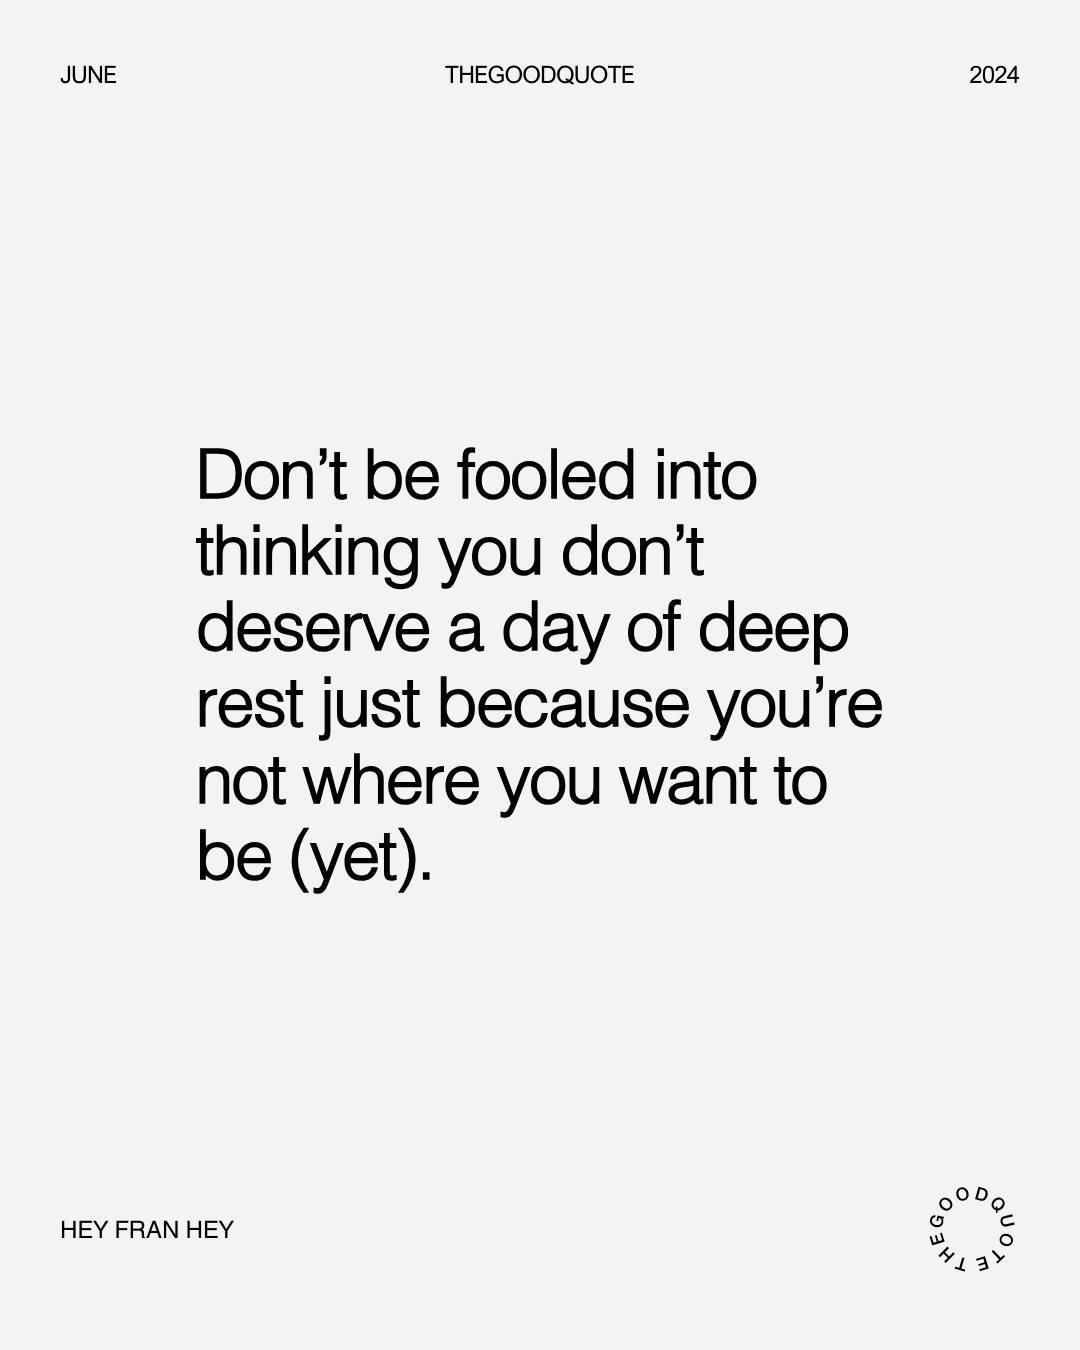 JUNE THEGOODQUOTE 2024
Don’t be fooled into
thinking you don’t
deserve a day of deep
rest just because you’re
not where you want to
be (yet).
HEY FRAN HEY
THEGOODQUOTE